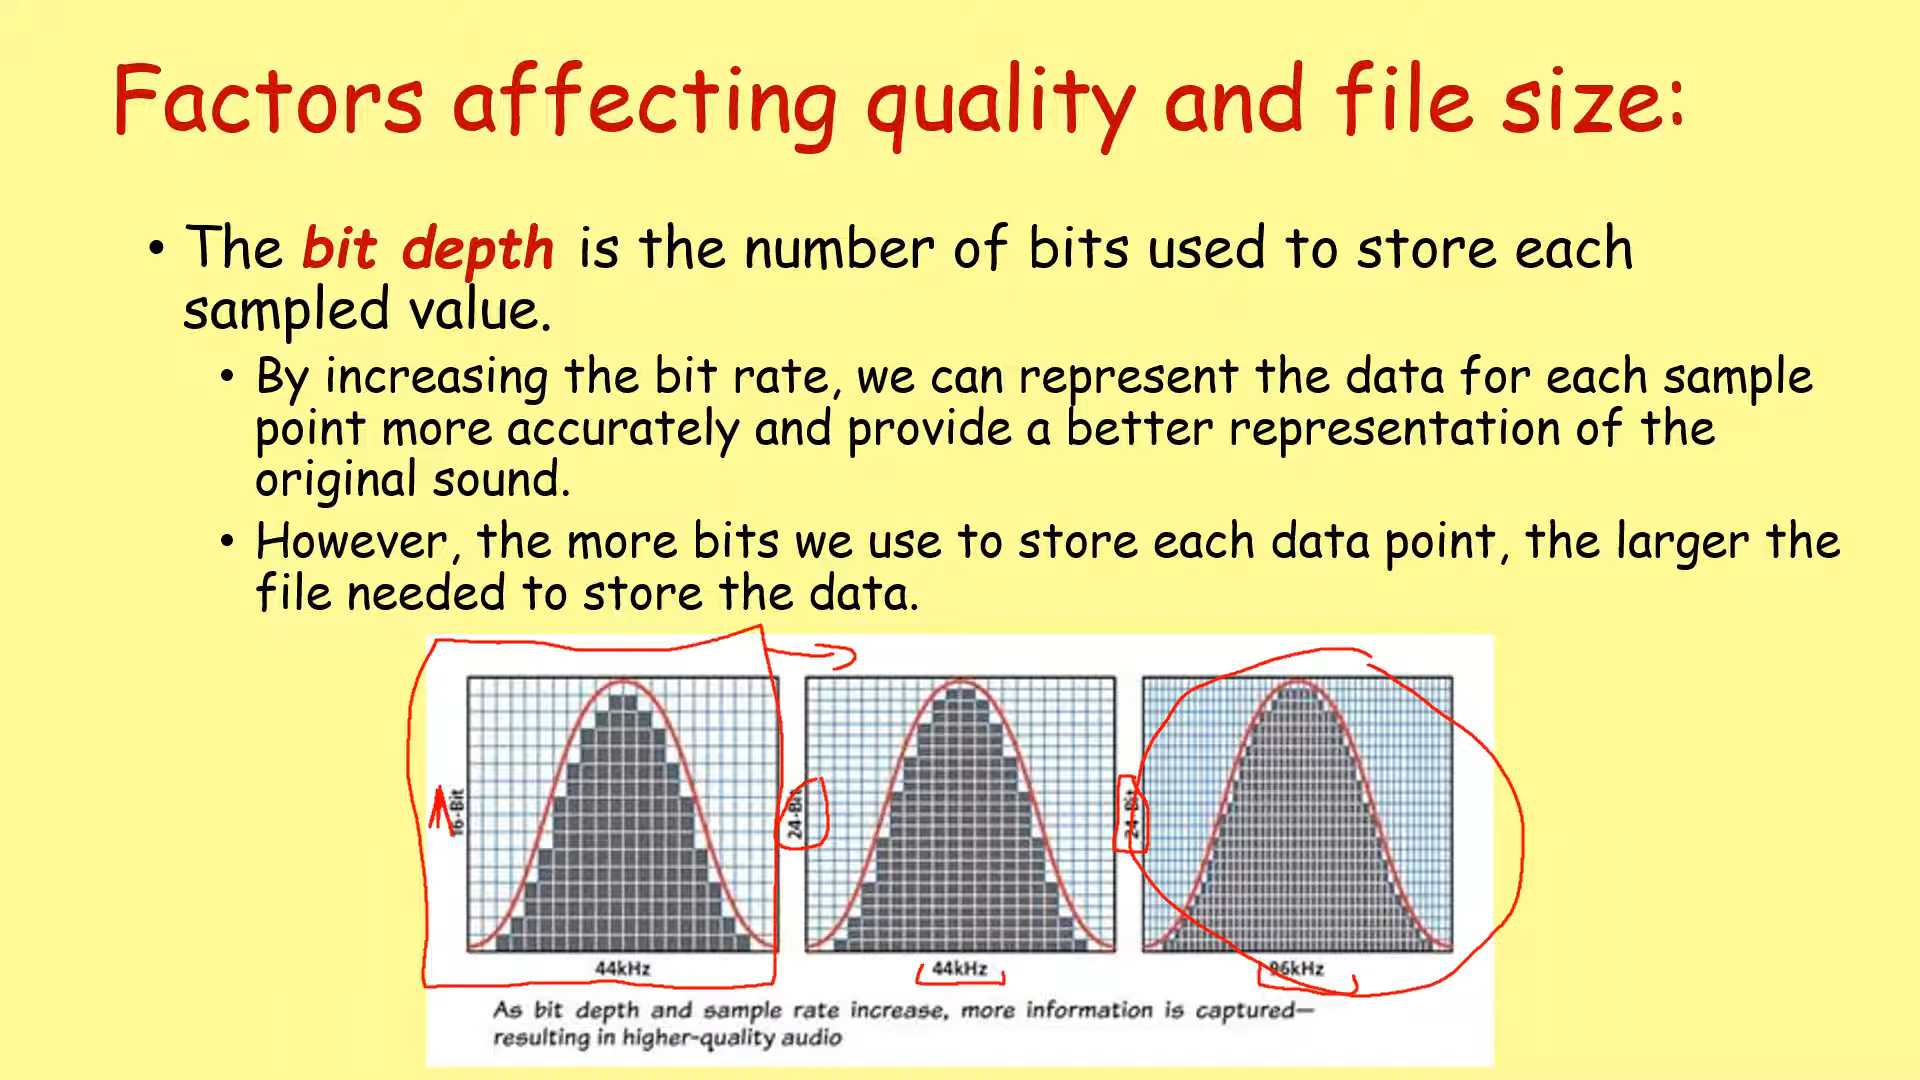 Factors affecting quality and file size:
• The bit depth is the number of bits used to store each
sampled value.
• By increasing the bit rate, we can represent the data for each sample
point more accurately and provide a better representation of the
original sound.
• However, the more bits we use to store each data point, the larger the
file needed to store the data.
16-Bit
24-Bit
24-Bit
44kHz
44kHz
96kHz
As bit depth and sample rate increase, more information is captured—
resulting in higher-quality audio